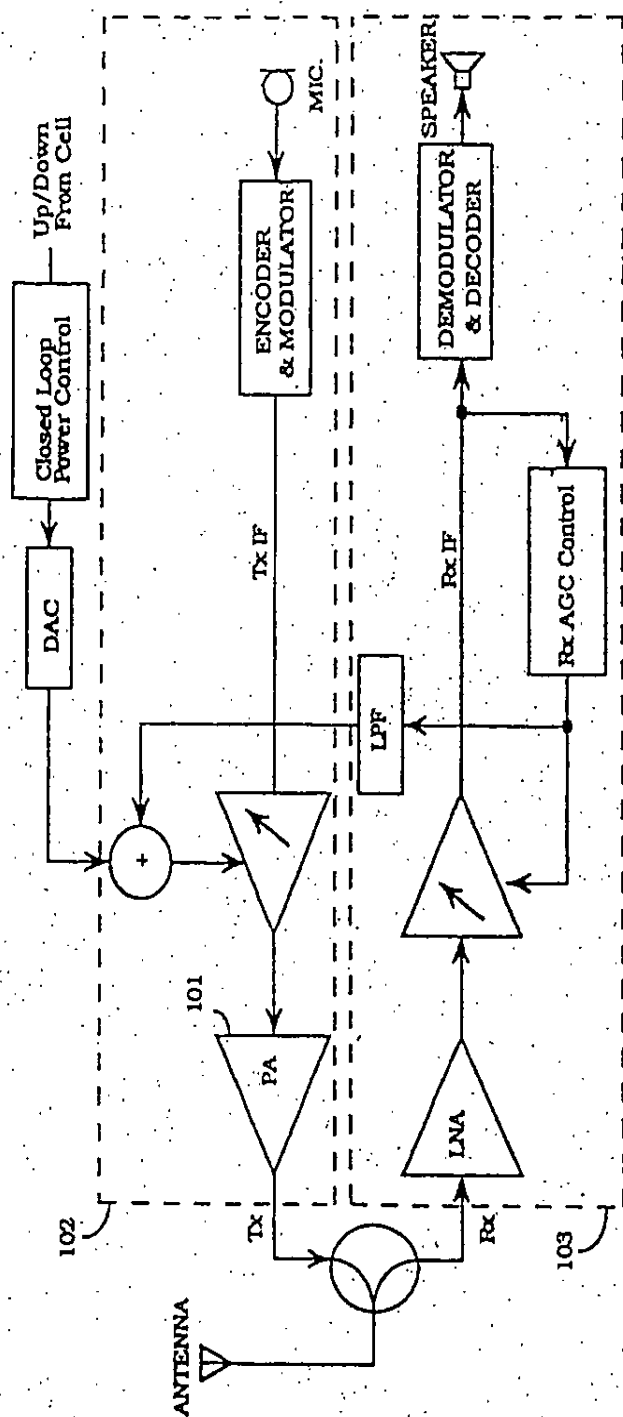 Up/Down
From Cell
Closed Loop
Power Control
DAC
102
101
PA
+
Tx IF
ENCODER
& MODULATOR
MIC.
ANTENNA
Tx
Rx
103
LNA
LPF
Rx IF
Rx AGC Control
DEMODULATOR
& DECODER
SPEAKER